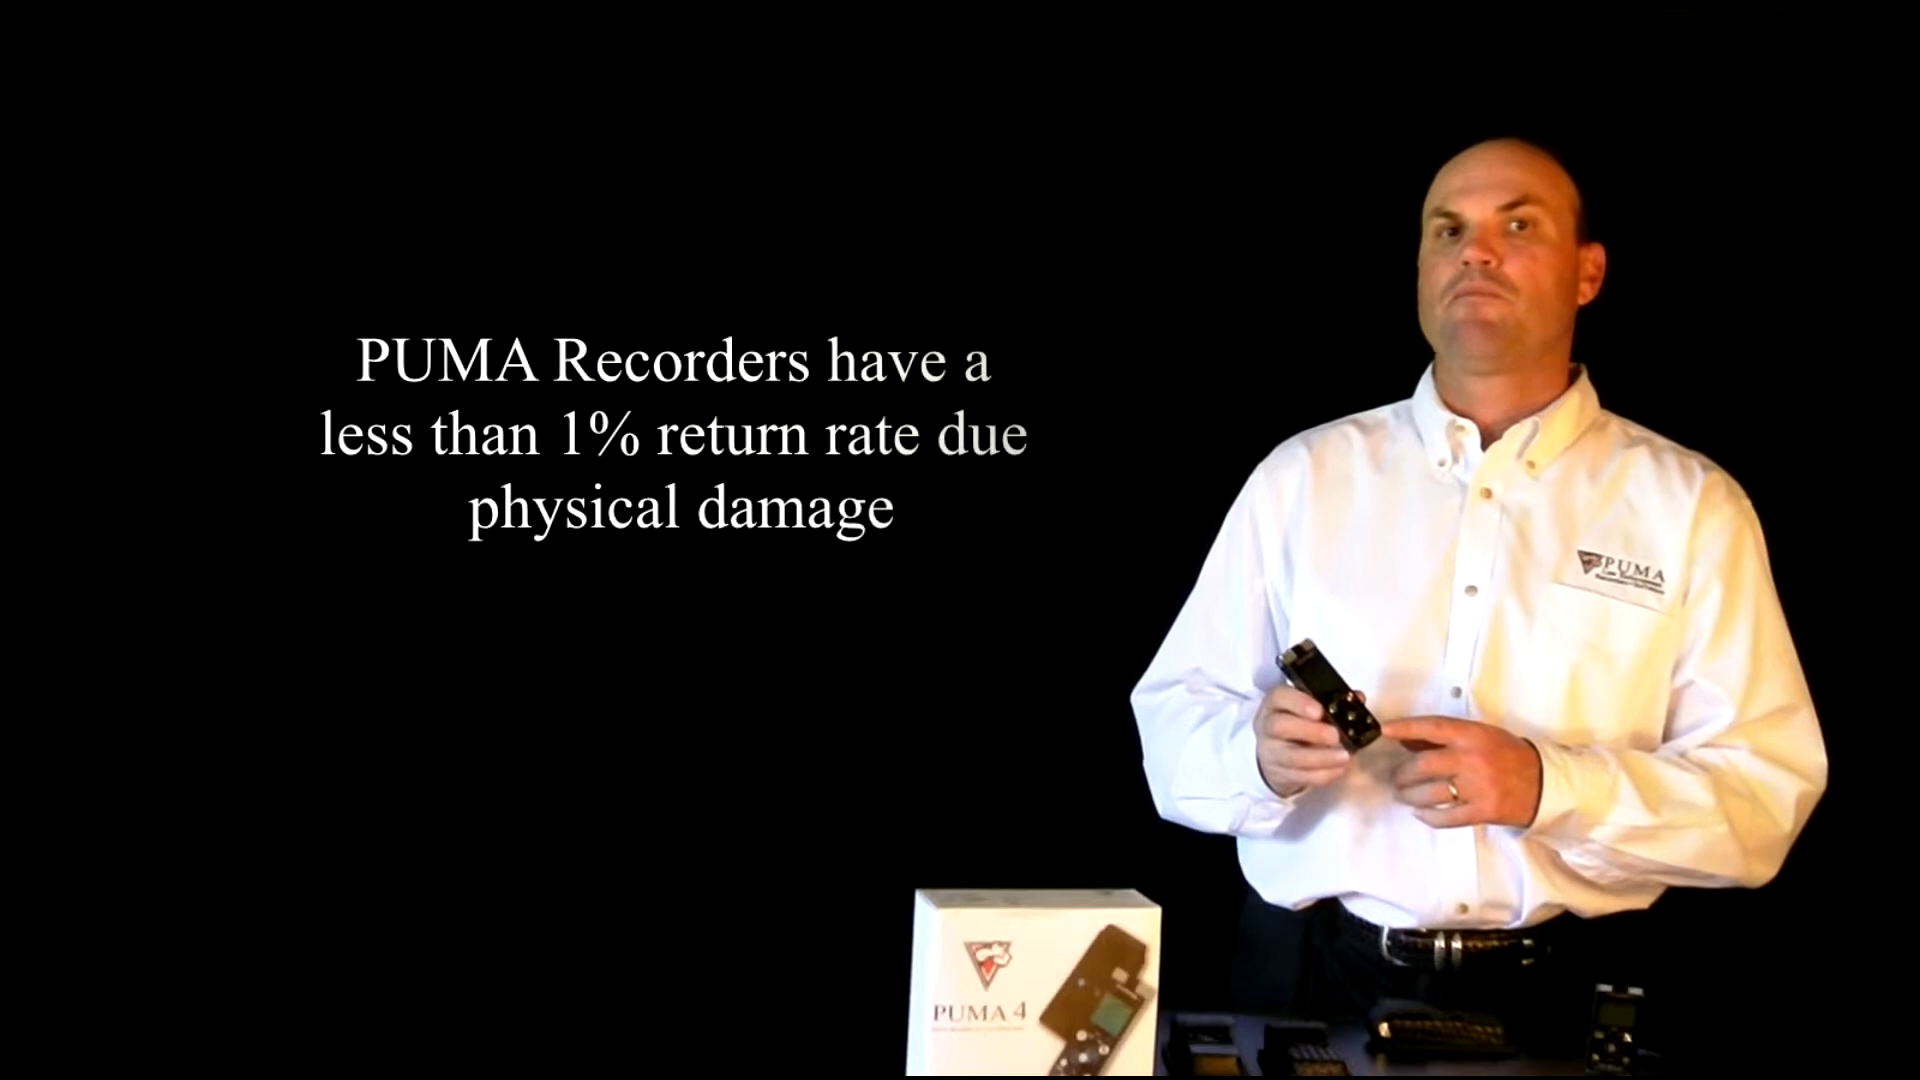 PUMA Recorders have a
less than 1% return rate due
physical damage
PUMA
PUMA 4